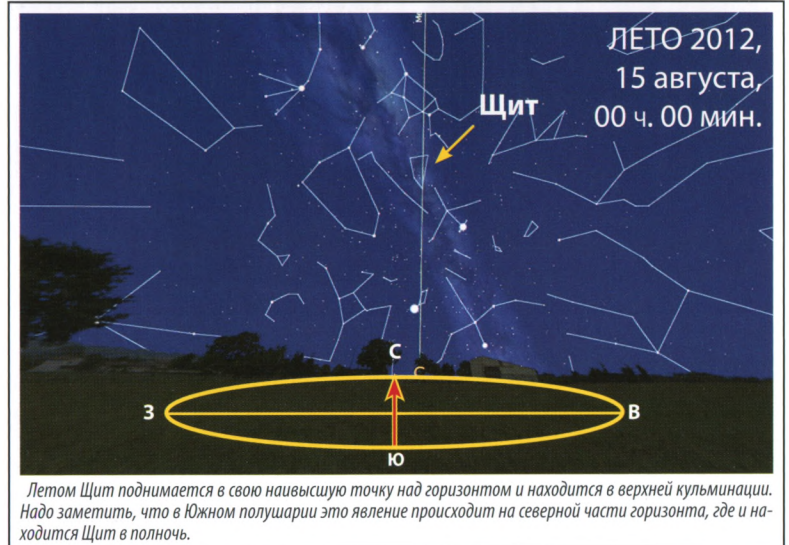 ЛЕТО 2012,
15 августа,
00 ч. 00 мин.
Щит
С
С
З
В
Ю
Летом Щит поднимается в свою наивысшую точку над горизонтом и находится в верхней кульминации.
Надо заметить, что в Южном полушарии это явление происходит на северной части горизонта, где и на-
ходится Щит в полночь.